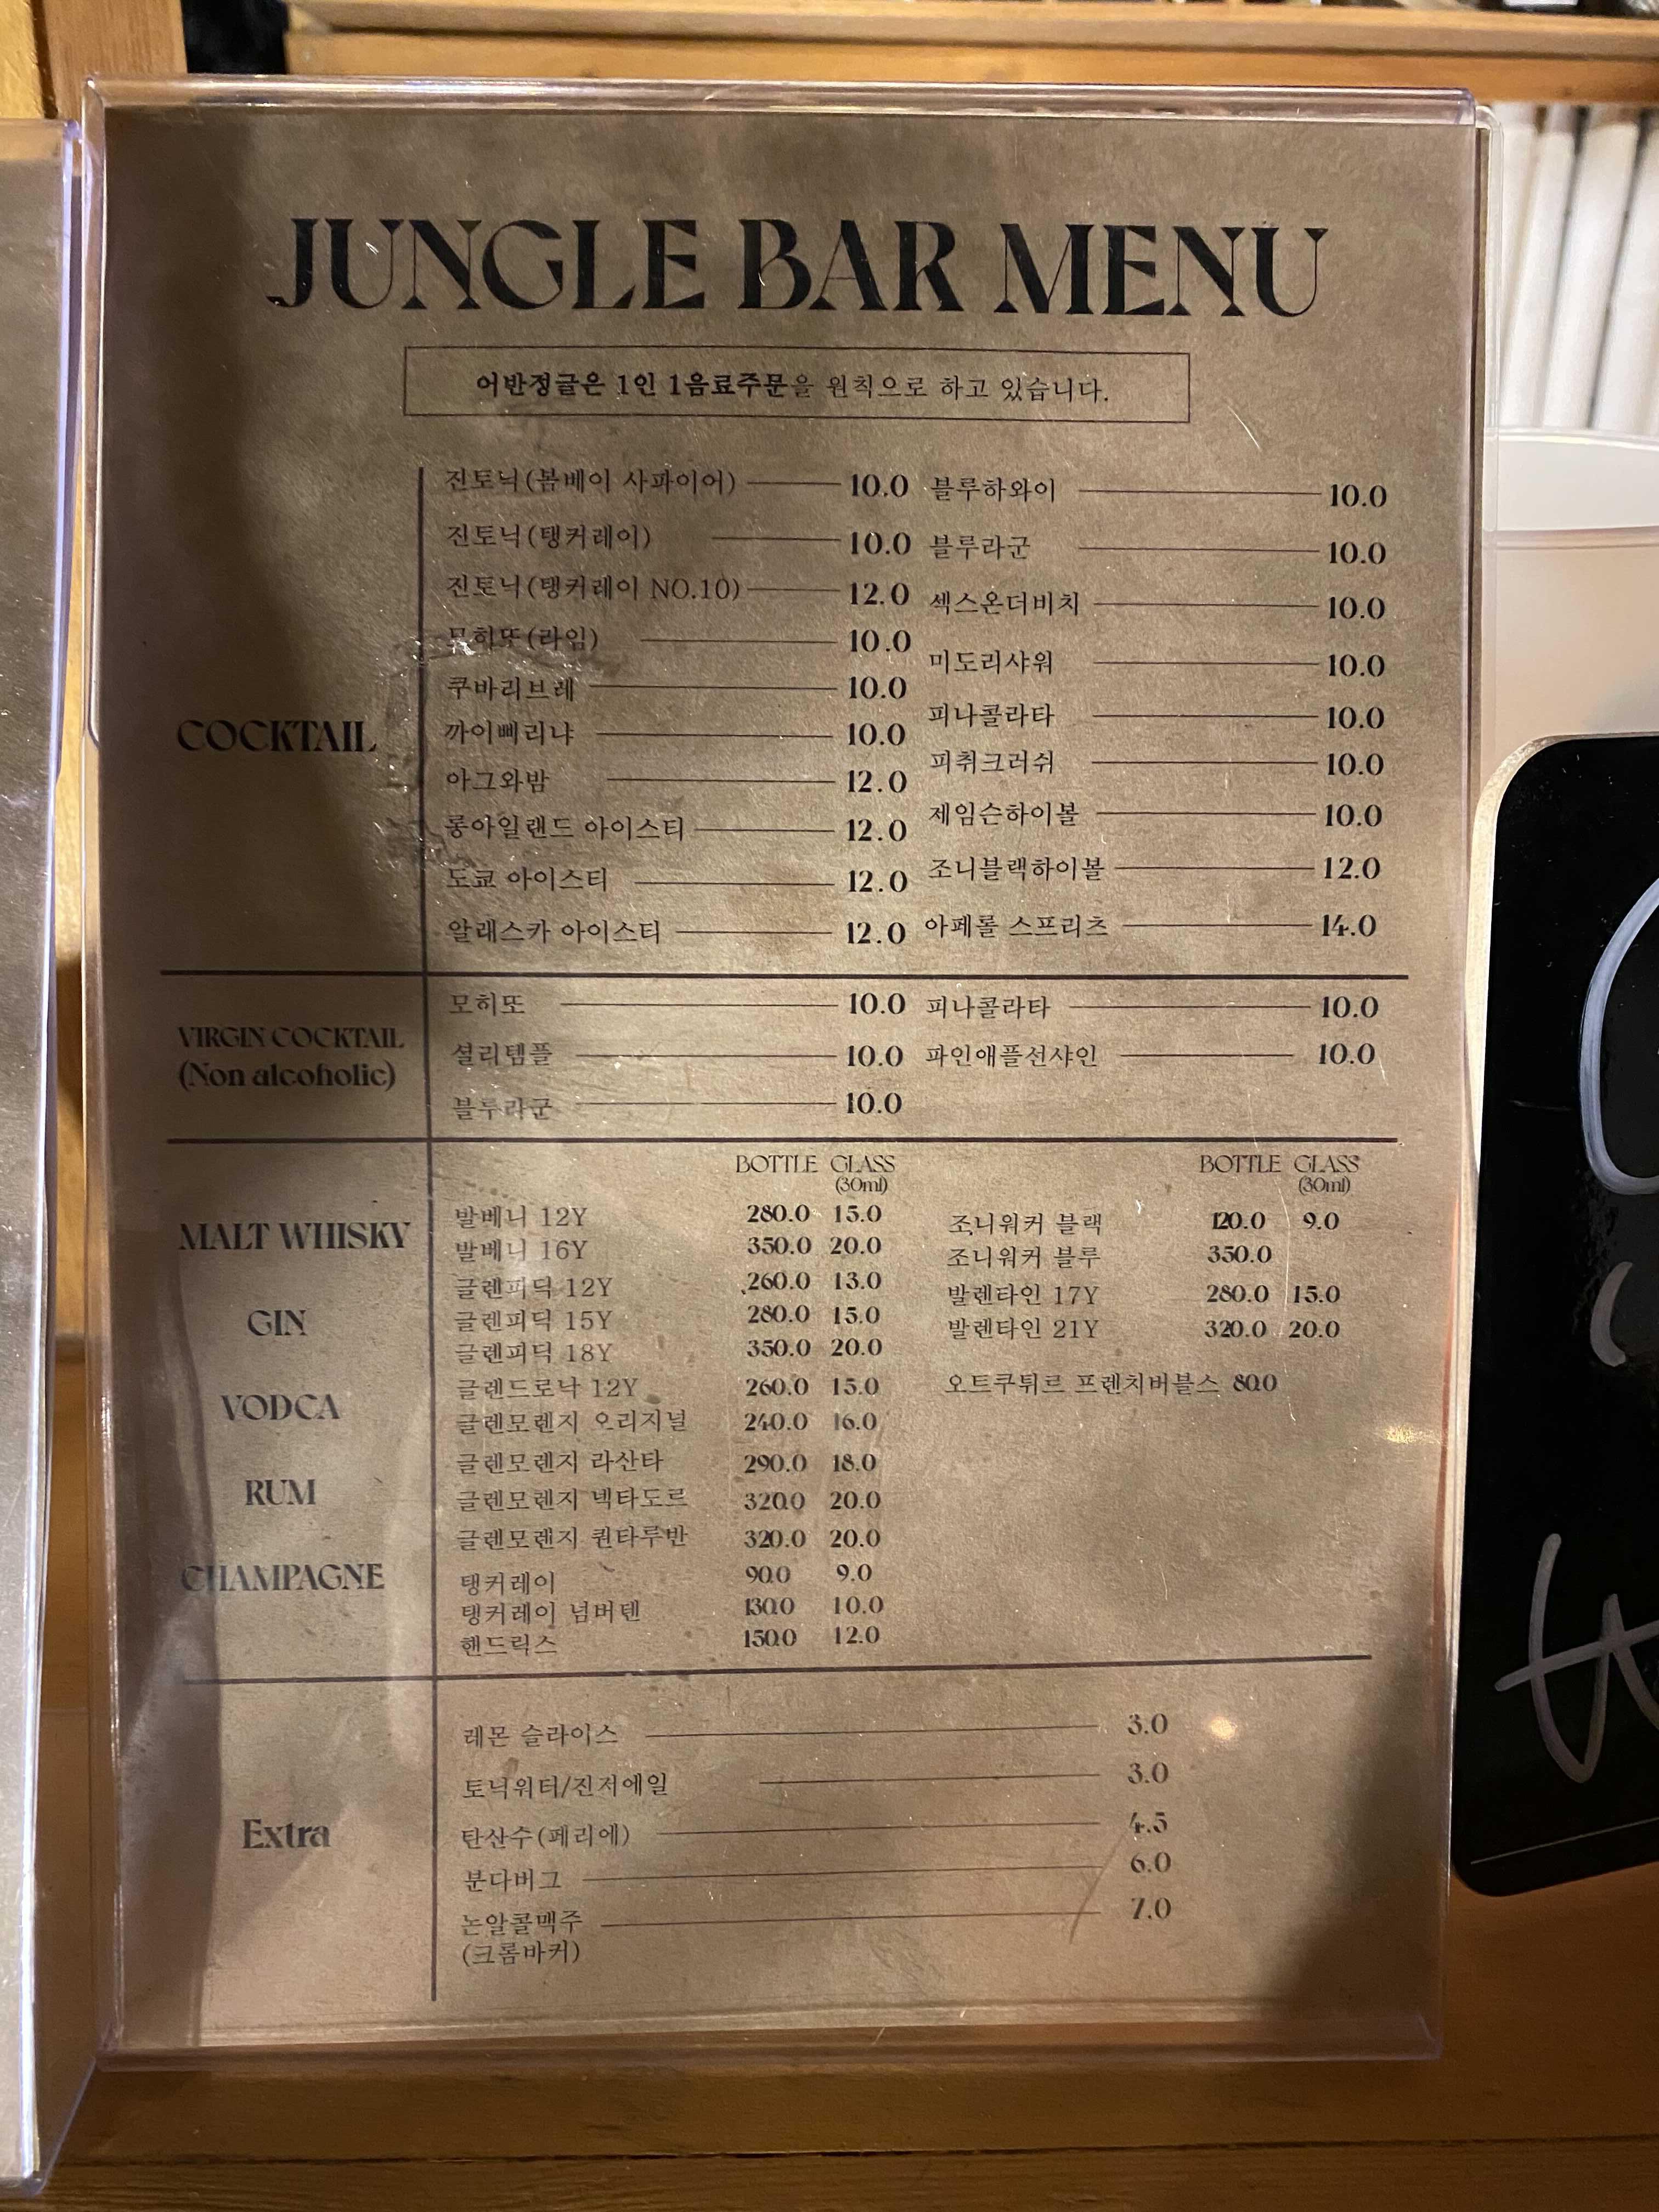 JUNGLE BAR MENU
어반정글은 1인 1음료주문을 원칙으로 하고 있습니다.
COCKTAIL
진토닉(봄베이 사파이어) 10.0
진토닉(탱커레이) 10.0
진토닉(탱커레이 NO.10) 12.0
모히또(라임) 10.0
쿠바리브레 10.0
까이삐리냐 10.0
아그와밤 12.0
롱아일랜드 아이스티 12.0
도쿄 아이스티 12.0
알래스카 아이스티 12.0
블루하와이 10.0
블루라군 10.0
섹스온더비치 10.0
미도리샤워 10.0
피나콜라타 10.0
피취크러쉬 10.0
제임슨하이볼 10.0
조니블랙하이볼 12.0
아페롤 스프리츠 14.0
VIRGIN COCKTAIL
(Non alcoholic)
모히또 10.0
셜리템플 10.0
블루라군 10.0
피나콜라타 10.0
파인애플선샤인 10.0
MALT WHISKY
GIN
VODCA
RUM
CHAMPAGNE
BOTTLE GLASS
(30ml)
발베니 12Y 280.0 15.0
발베니 16Y 350.0 20.0
글렌피딕 12Y 260.0 13.0
글렌피딕 15Y 280.0 15.0
글렌피딕 18Y 350.0 20.0
글렌드로낙 12Y 260.0 15.0
글렌모렌지 오리지널 240.0 16.0
글렌모렌지 라산타 290.0 18.0
글렌모렌지 넥타도르 320.0 20.0
글렌모렌지 퀸타루반 320.0 20.0
탱커레이 90.0 9.0
탱커레이 넘버텐 130.0 10.0
핸드릭스 150.0 12.0
BOTTLE GLASS
(30ml)
조니워커 블랙 120.0 9.0
조니워커 블루 350.0
발렌타인 17Y 280.0 15.0
발렌타인 21Y 320.0 20.0
오트쿠튀르 프렌치버블스 80.0
Extra
레몬 슬라이스 3.0
토닉워터/진저에일 3.0
탄산수(페리에) 4.5
분다버그 6.0
논알콜맥주 7.0
(크롬바커)